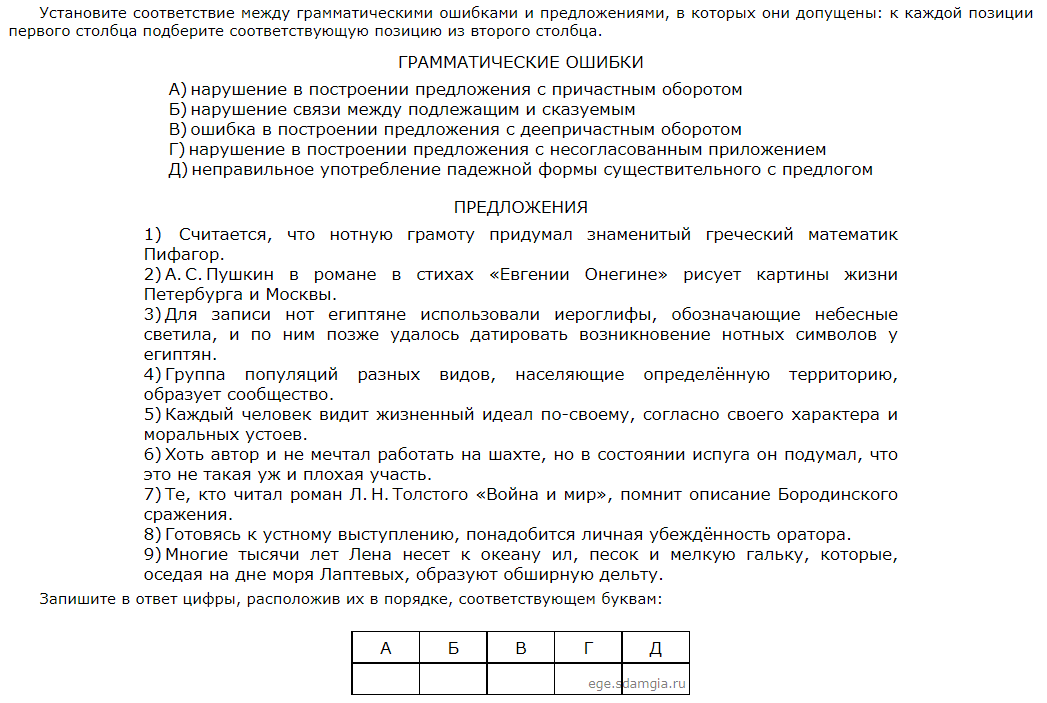 Установите соответствие между грамматическими ошибками и предложениями, в которых они допущены: к каждой позиции
первого столбца подберите соответствующую позицию из второго столбца.
ГРАММАТИЧЕСКИЕ ОШИБКИ
А) нарушение в построении предложения с причастным оборотом
Б) нарушение связи между подлежащим и сказуемым
В) ошибка в построении предложения с деепричастным оборотом
Г) нарушение в построении предложения с несогласованным приложением
Д) неправильное употребление падежной формы существительного с предлогом
ПРЕДЛОЖЕНИЯ
1) Считается, что нотную грамоту придумал знаменитый греческий математик
Пифагор.
2) А. С. Пушкин в романе в стихах «Евгении Онегине» рисует картины жизни
Петербурга и Москвы.
3) Для записи нот египтяне использовали иероглифы, обозначающие небесные
светила, и по ним позже удалось датировать возникновение нотных символов у
египтян.
4) Группа популяций разных видов, населяющие определённую территорию,
образует сообщество.
5) Каждый человек видит жизненный идеал по-своему, согласно своего характера и
моральных устоев.
6) Хоть автор и не мечтал работать на шахте, но в состоянии испуга он подумал, что
это не такая уж и плохая участь.
7) Те, кто читал роман Л. Н. Толстого «Война и мир», помнит описание Бородинского
сражения.
8) Готовясь к устному выступлению, понадобится личная убеждённость оратора.
9) Многие тысячи лет Лена несет к океану ил, песок и мелкую гальку, которые,
оседая на дне моря Лаптевых, образуют обширную дельту.
Запишите в ответ цифры, расположив их в порядке, соответствующем буквам:
А Б В Г Д
ege.sdamgia.ru